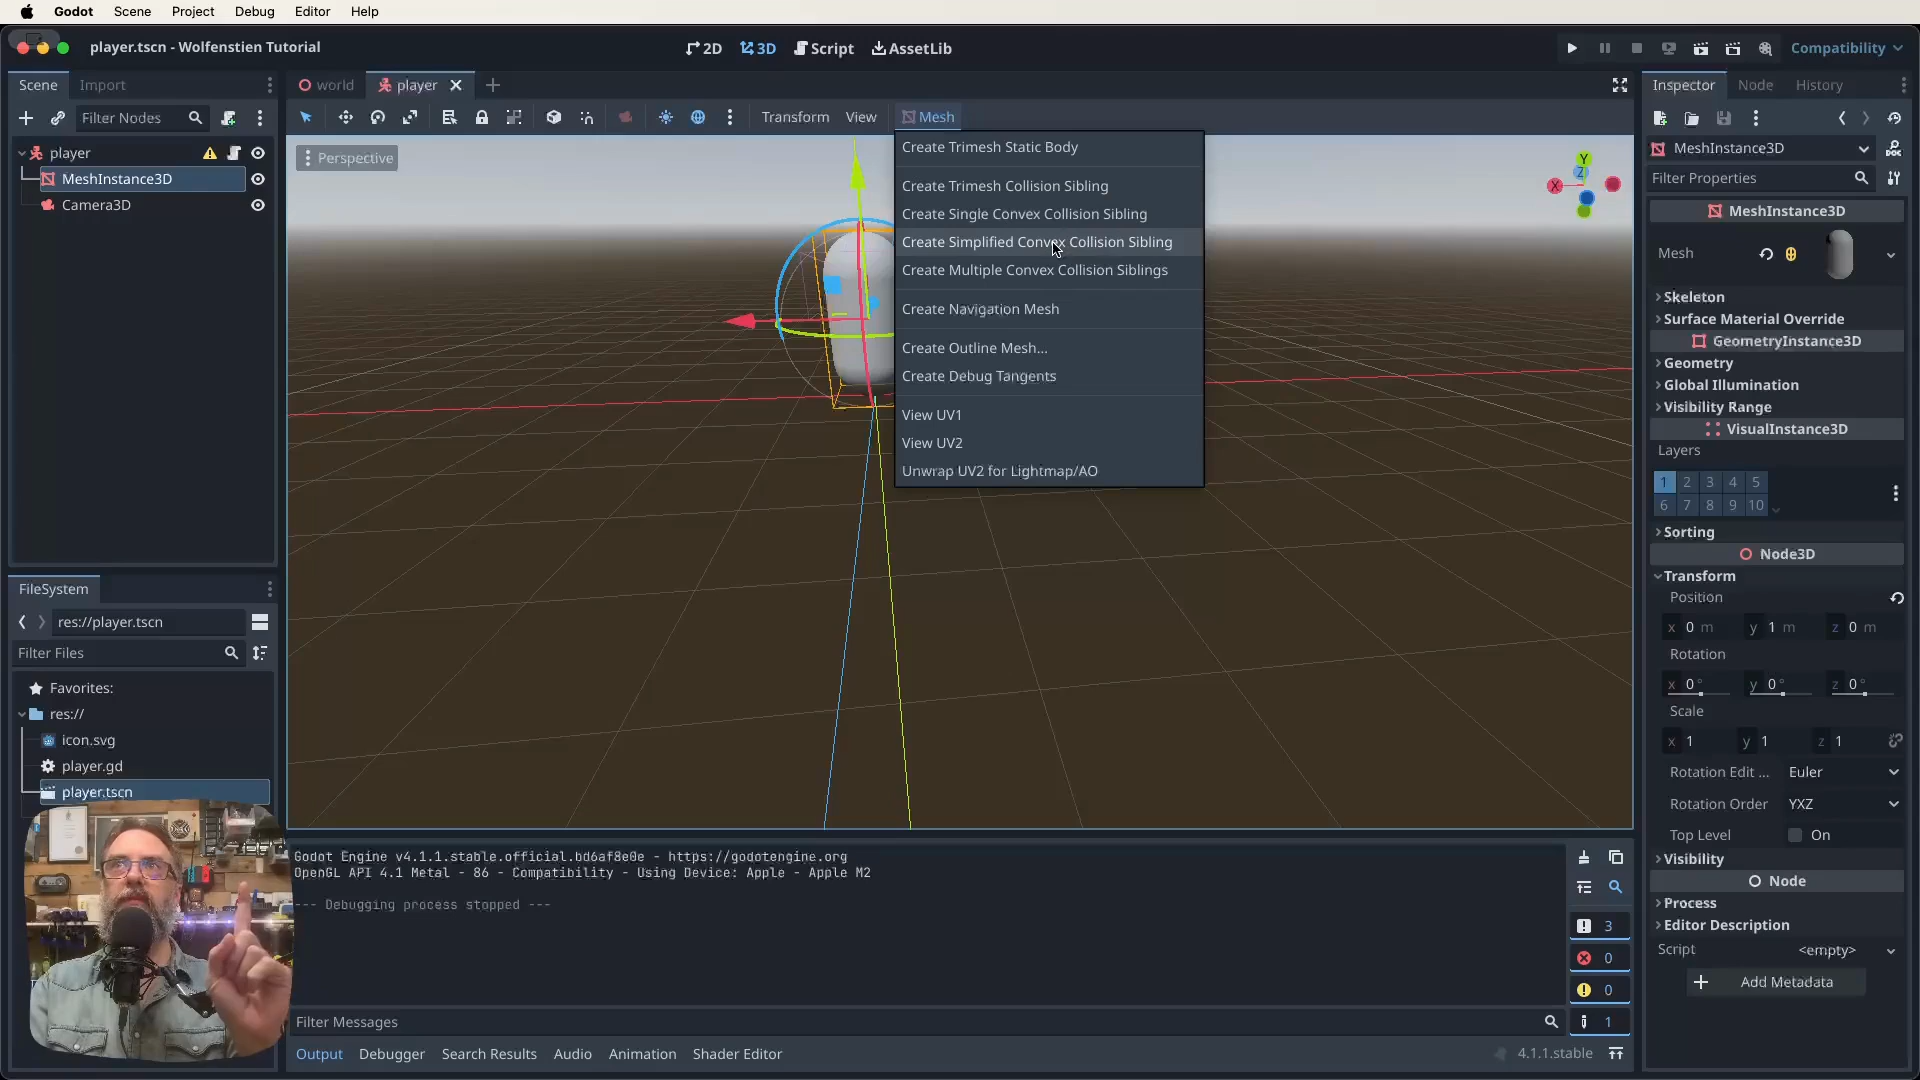 Godot Scene Project Debug Editor Help
player.tscn - Wolfenstien Tutorial
2D 3D Script AssetLib
Compatibility
Scene Import
world player
Inspector Node History
Filter Nodes
Transform View Mesh
player
MeshInstance3D
Camera3D
Perspective
Y
Z
X
Create Trimesh Static Body
Create Trimesh Collision Sibling
Create Single Convex Collision Sibling
Create Simplified Convex Collision Sibling
Create Multiple Convex Collision Siblings
Create Navigation Mesh
Create Outline Mesh...
Create Debug Tangents
View UV1
View UV2
Unwrap UV2 for Lightmap/AO
MeshInstance3D
Filter Properties
MeshInstance3D
Mesh
Skeleton
Surface Material Override
GeometryInstance3D
Geometry
Global Illumination
Visibility Range
VisualInstance3D
Layers
1 2 3 4 5
6 7 8 9 10
Sorting
Node3D
Transform
Position
x 0 m y 1 m z 0 m
Rotation
x 0 ° y 0 ° z 0 °
Scale
x 1 y 1 z 1
Rotation Edit ... Euler
Rotation Order YXZ
Top Level On
Visibility
Node
Process
Editor Description
Script <empty>
Add Metadata
FileSystem
res://player.tscn
Filter Files
Favorites:
res://
icon.svg
player.gd
player.tscn
Godot Engine v4.1.1.stable.official.bd6af8e0e - https://godotengine.org
OpenGL API 4.1 Metal - 86 - Compatibility - Using Device: Apple - Apple M2
--- Debugging process stopped ---
3
0
0
1
Filter Messages
Output Debugger Search Results Audio Animation Shader Editor
4.1.1.stable